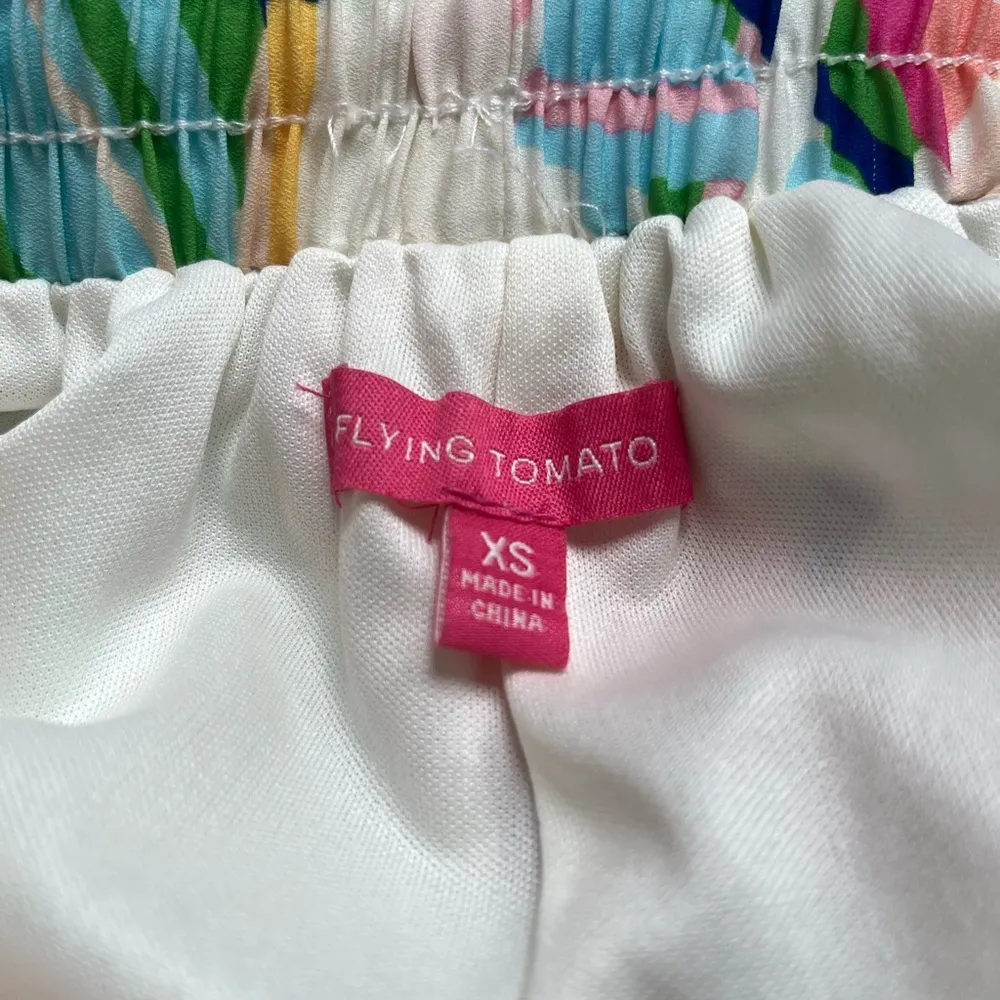 FLYING TOMATO
XS
MADE IN
CHINA